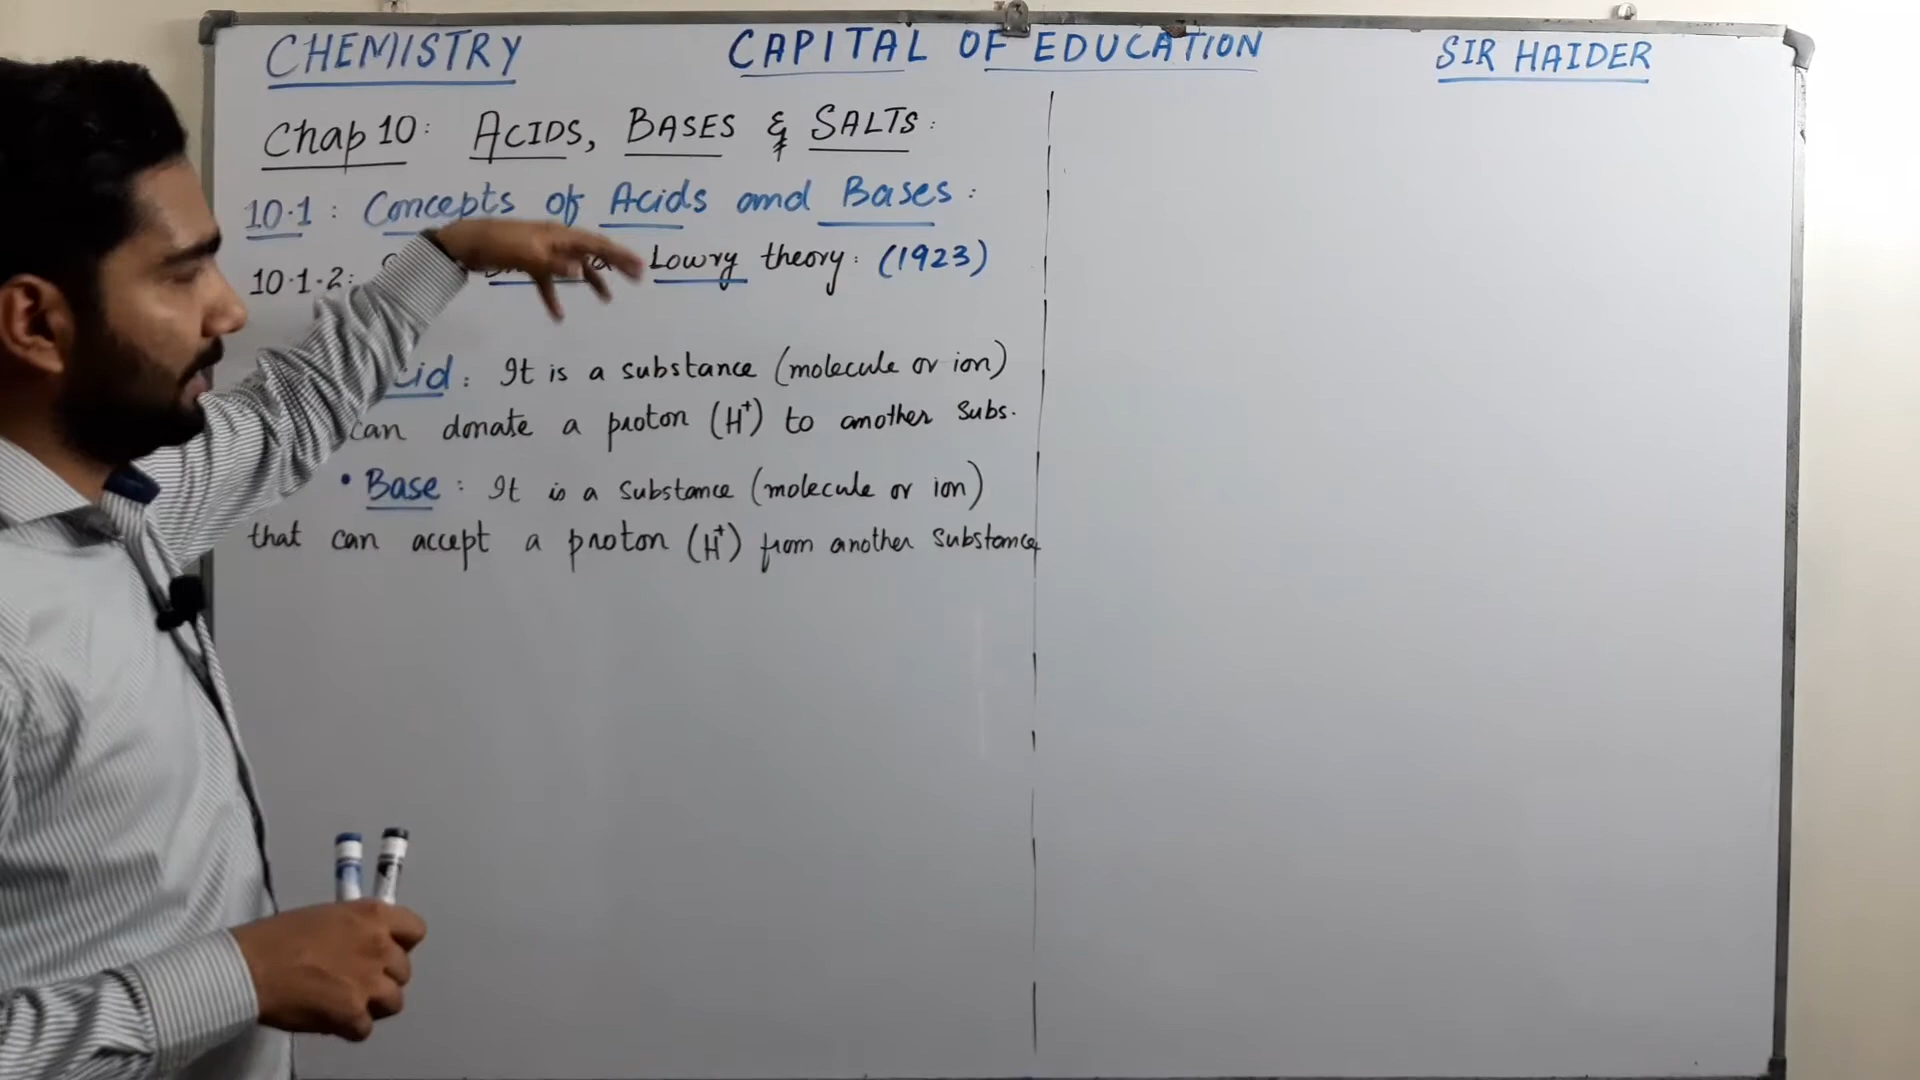 CHEMISTRY CAPITAL OF EDUCATION SIR HAIDER
Chap 10: ACIDS, BASES & SALTS:
10.1: Concepts of Acids and Bases:
10.1.2: Lowry theory: (1923)
cid: It is a substance (molecule or ion)
can donate a proton (H⁺) to another Subs.
• Base: It is a substance (molecule or ion)
that can accept a proton (H⁺) from another substance